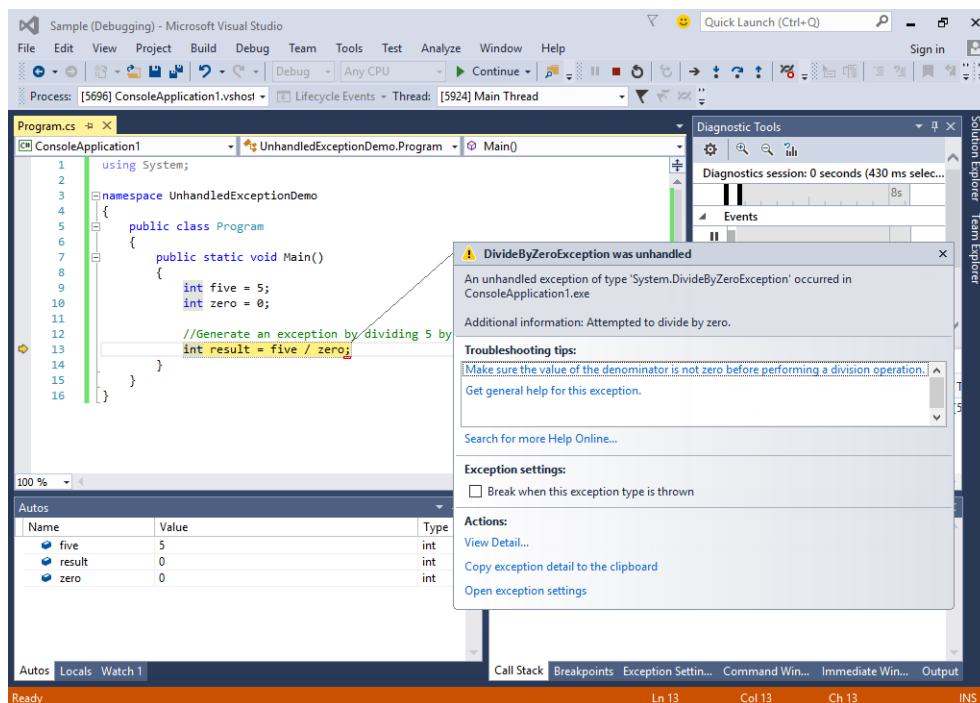 Sample (Debugging) - Microsoft Visual Studio
Quick Launch (Ctrl+Q)
File Edit View Project Build Debug Team Tools Test Analyze Window Help
Sign in
Debug Any CPU Continue
Process: [5696] ConsoleApplication1.vshost Lifecycle Events Thread: [5924] Main Thread
Program.cs
ConsoleApplication1 UnhandledExceptionDemo.Program Main()
1 using System;
2
3 namespace UnhandledExceptionDemo
4 {
5 public class Program
6 {
7 public static void Main()
8 {
9 int five = 5;
10 int zero = 0;
11
12 //Generate an exception by dividing 5 by
13 int result = five / zero;
14 }
15 }
16 }
100 %
Diagnostic Tools
Diagnostics session: 0 seconds (430 ms selec...
8s
Events
Solution Explorer
Team Explorer
DivideByZeroException was unhandled
An unhandled exception of type 'System.DivideByZeroException' occurred in
ConsoleApplication1.exe
Additional information: Attempted to divide by zero.
Troubleshooting tips:
Make sure the value of the denominator is not zero before performing a division operation.
Get general help for this exception.
Search for more Help Online...
Exception settings:
Break when this exception type is thrown
Actions:
View Detail...
Copy exception detail to the clipboard
Open exception settings
Autos
Name Value Type
five 5 int
result 0 int
zero 0 int
Autos Locals Watch 1
Call Stack Breakpoints Exception Settin... Command Win... Immediate Win... Output
Ready Ln 13 Col 13 Ch 13 INS